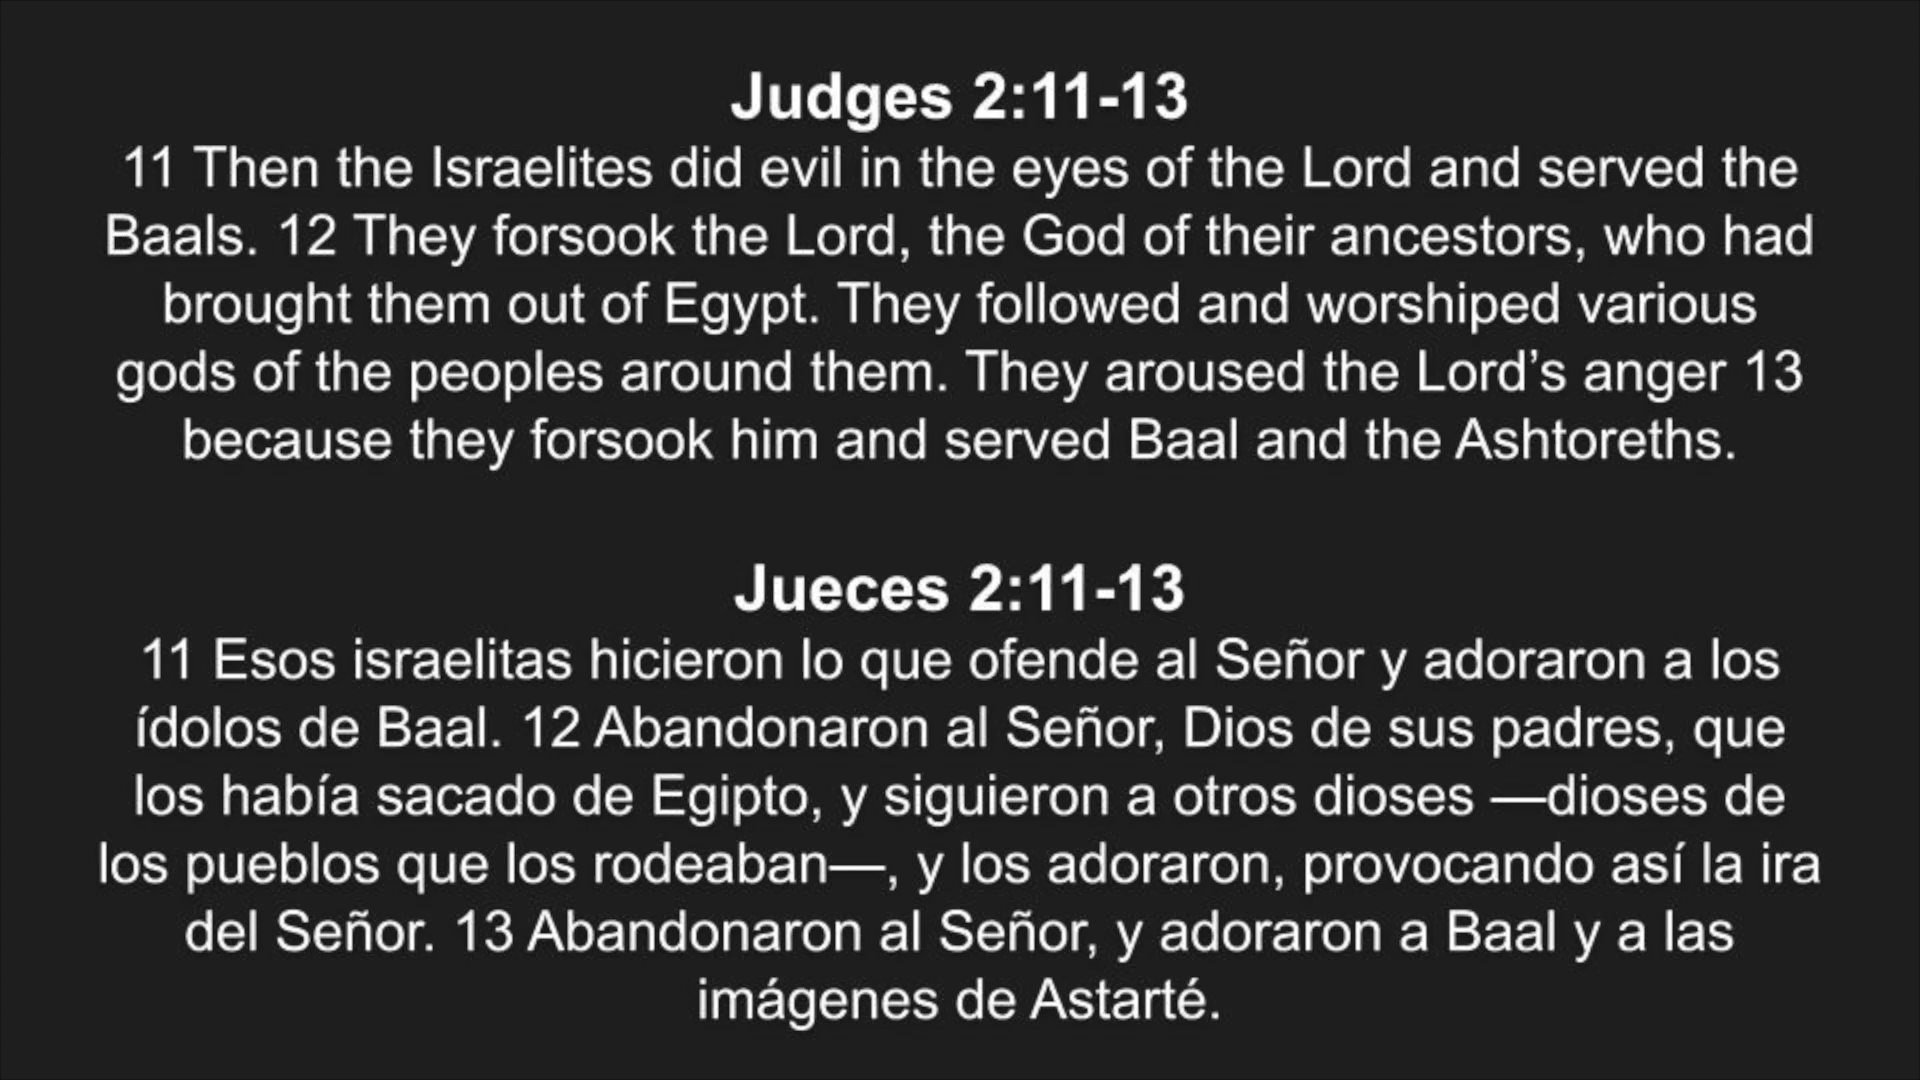 Judges 2:11-13
11 Then the Israelites did evil in the eyes of the Lord and served the
Baals. 12 They forsook the Lord, the God of their ancestors, who had
brought them out of Egypt. They followed and worshiped various
gods of the peoples around them. They aroused the Lord’s anger 13
because they forsook him and served Baal and the Ashtoreths.
Jueces 2:11-13
11 Esos israelitas hicieron lo que ofende al Señor y adoraron a los
ídolos de Baal. 12 Abandonaron al Señor, Dios de sus padres, que
los había sacado de Egipto, y siguieron a otros dioses —dioses de
los pueblos que los rodeaban—, y los adoraron, provocando así la ira
del Señor. 13 Abandonaron al Señor, y adoraron a Baal y a las
imágenes de Astarté.